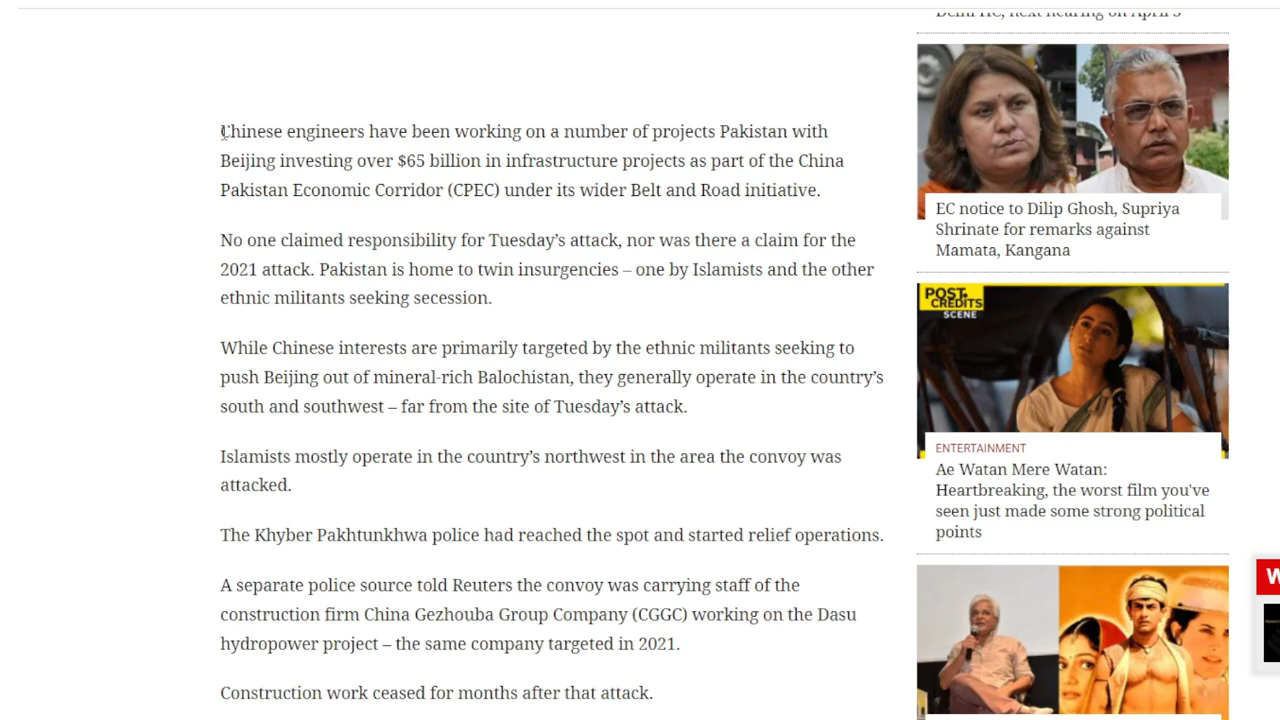 Delhi HC, next hearing on April 5
Chinese engineers have been working on a number of projects Pakistan with
Beijing investing over $65 billion in infrastructure projects as part of the China
Pakistan Economic Corridor (CPEC) under its wider Belt and Road initiative.
No one claimed responsibility for Tuesday’s attack, nor was there a claim for the
2021 attack. Pakistan is home to twin insurgencies – one by Islamists and the other
ethnic militants seeking secession.
While Chinese interests are primarily targeted by the ethnic militants seeking to
push Beijing out of mineral-rich Balochistan, they generally operate in the country’s
south and southwest – far from the site of Tuesday’s attack.
Islamists mostly operate in the country’s northwest in the area the convoy was
attacked.
The Khyber Pakhtunkhwa police had reached the spot and started relief operations.
A separate police source told Reuters the convoy was carrying staff of the
construction firm China Gezhouba Group Company (CGGC) working on the Dasu
hydropower project – the same company targeted in 2021.
Construction work ceased for months after that attack.
EC notice to Dilip Ghosh, Supriya
Shrinate for remarks against
Mamata, Kangana
POST
CREDITS
SCENE
ENTERTAINMENT
Ae Watan Mere Watan:
Heartbreaking, the worst film you've
seen just made some strong political
points
W